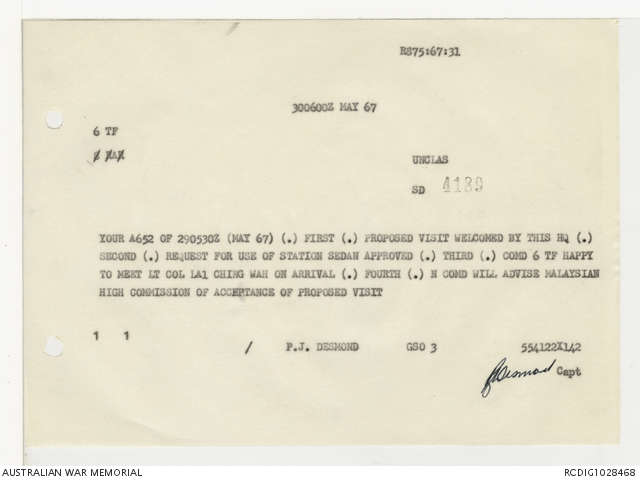 R875:67:31
300600Z MAY 67
6 TF
UNCLAS
SD 4139
YOUR A652 OF 290530Z (MAY 67) (.) FIRST (.) PROPOSED VISIT WELCOMED BY THIS HQ (.)
SECOND (.) REQUEST FOR USE OF STATION SEDAN APPROVED (.) THIRD (.) COMD 6 TF HAPPY
TO MEET LT COL LAI CHING WAH ON ARRIVAL (.) FOURTH (.) N COMD WILL ADVISE MALAYSIAN
HIGH COMMISSION OF ACCEPTANCE OF PROPOSED VISIT
1 1
/ P.J. DESMOND GSO 3 554122X142
PJDesmond Capt
AUSTRALIAN WAR MEMORIAL RCDIG1028468